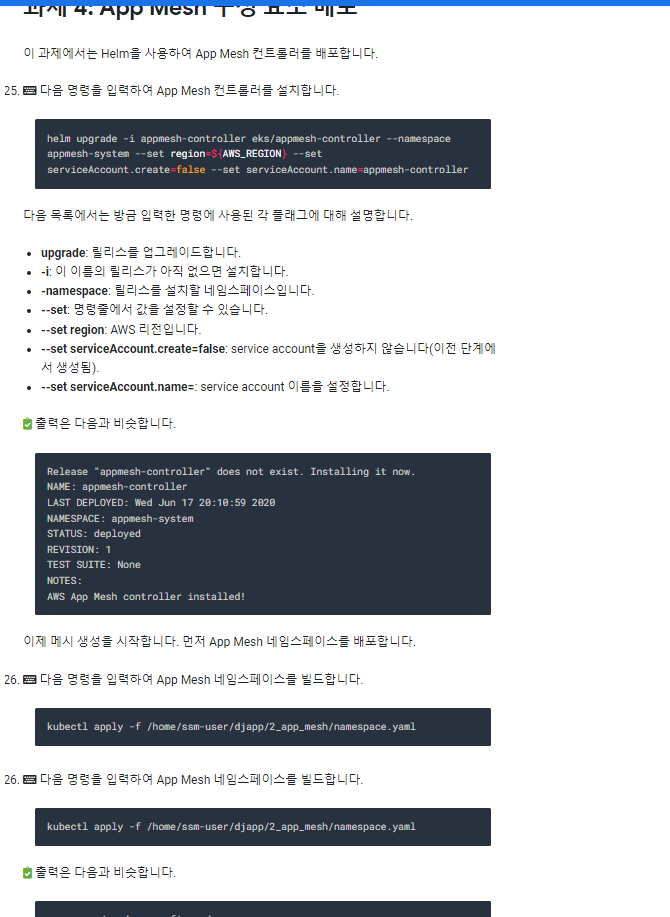 과제 4: App Mesh 구성 요소 배포
이 과제에서는 Helm을 사용하여 App Mesh 컨트롤러를 배포합니다.
25. 다음 명령을 입력하여 App Mesh 컨트롤러를 설치합니다.
helm upgrade -i appmesh-controller eks/appmesh-controller --namespace
appmesh-system --set region=${AWS_REGION} --set
serviceAccount.create=false --set serviceAccount.name=appmesh-controller
다음 목록에서는 방금 입력한 명령에 사용된 각 플래그에 대해 설명합니다.
• upgrade: 릴리스를 업그레이드합니다.
• -i: 이 이름의 릴리스가 아직 없으면 설치합니다.
• -namespace: 릴리스를 설치할 네임스페이스입니다.
• --set: 명령줄에서 값을 설정할 수 있습니다.
• --set region: AWS 리전입니다.
• --set serviceAccount.create=false: service account을 생성하지 않습니다(이전 단계에
서 생성됨).
• --set serviceAccount.name=: service account 이름을 설정합니다.
출력은 다음과 비슷합니다.
Release "appmesh-controller" does not exist. Installing it now.
NAME: appmesh-controller
LAST DEPLOYED: Wed Jun 17 20:10:59 2020
NAMESPACE: appmesh-system
STATUS: deployed
REVISION: 1
TEST SUITE: None
NOTES:
AWS App Mesh controller installed!
이제 메시 생성을 시작합니다. 먼저 App Mesh 네임스페이스를 배포합니다.
26. 다음 명령을 입력하여 App Mesh 네임스페이스를 빌드합니다.
kubectl apply -f /home/ssm-user/djapp/2_app_mesh/namespace.yaml
26. 다음 명령을 입력하여 App Mesh 네임스페이스를 빌드합니다.
kubectl apply -f /home/ssm-user/djapp/2_app_mesh/namespace.yaml
출력은 다음과 비슷합니다.